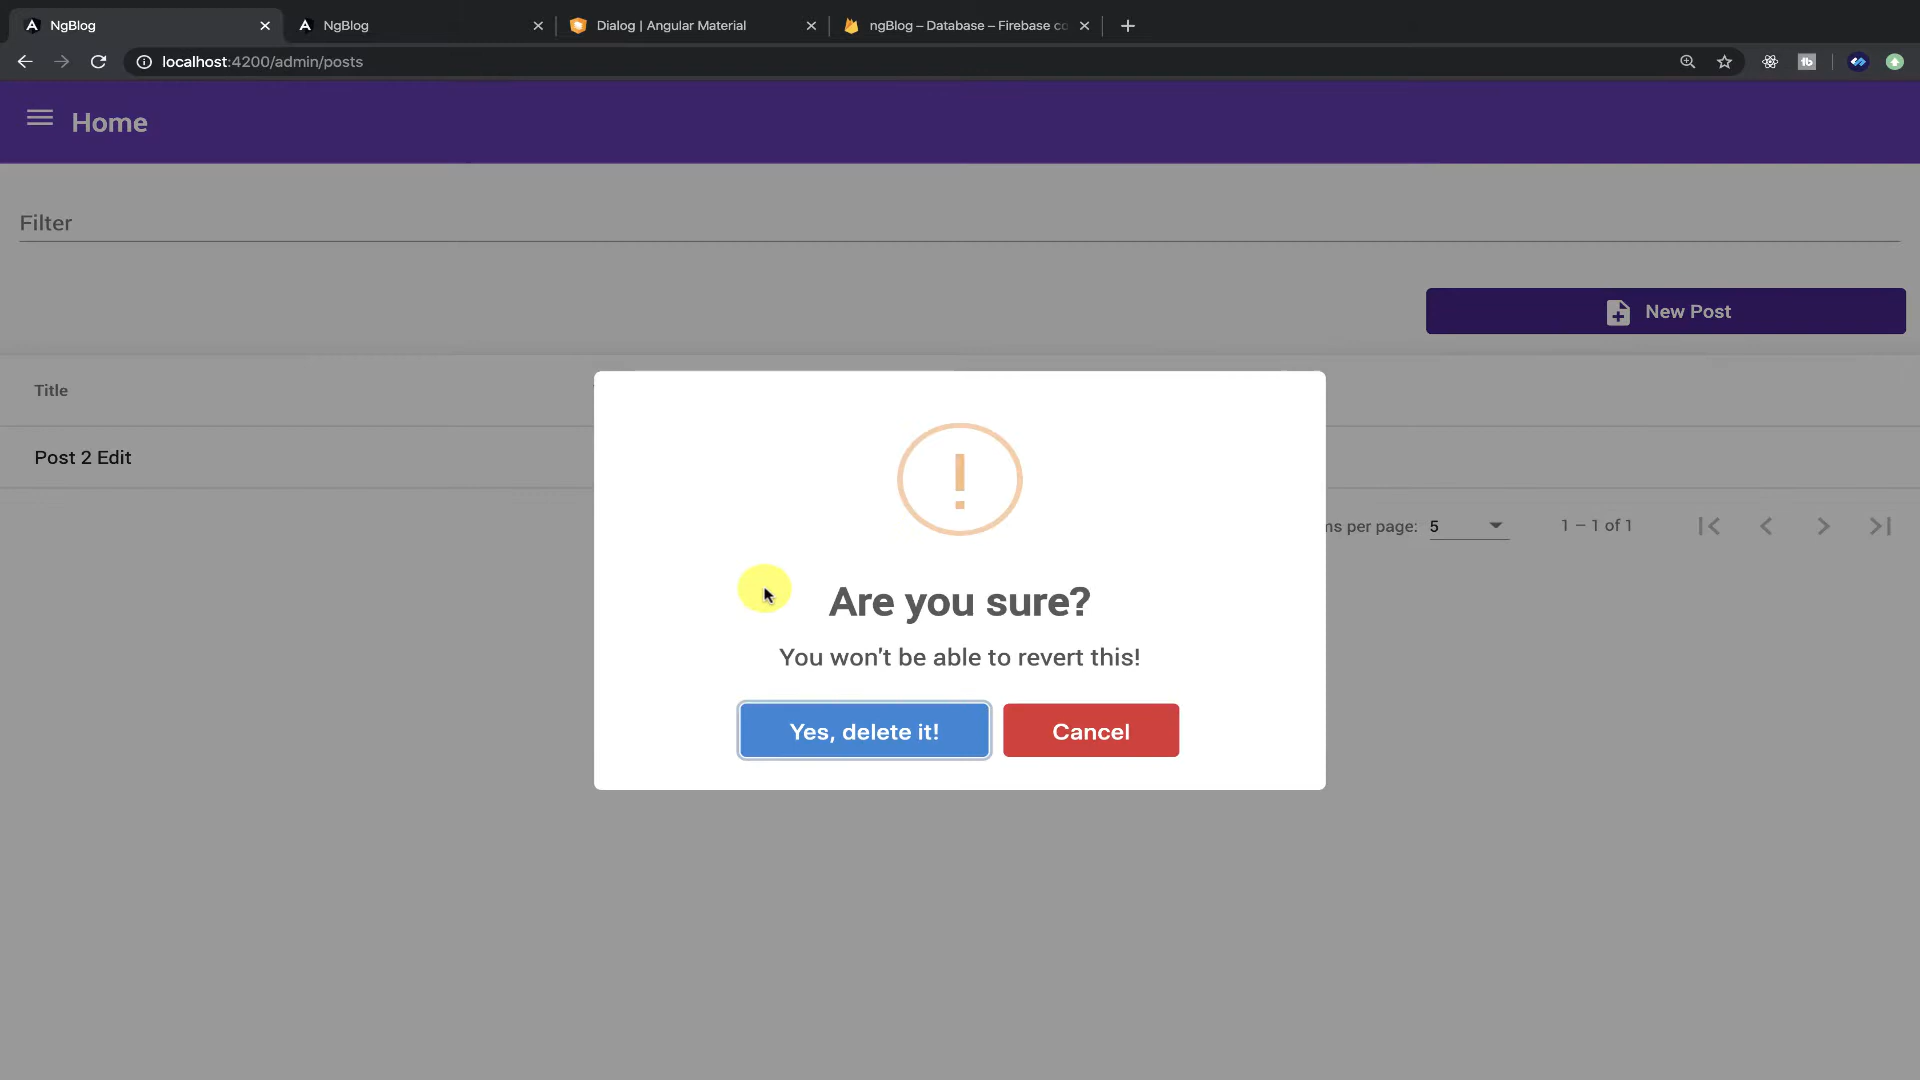 NgBlog
NgBlog
Dialog | Angular Material
ngBlog – Database – Firebase co
localhost:4200/admin/posts
Home
Filter
New Post
Title
Post 2 Edit
ms per page: 5
1 – 1 of 1
!
Are you sure?
You won't be able to revert this!
Yes, delete it!
Cancel